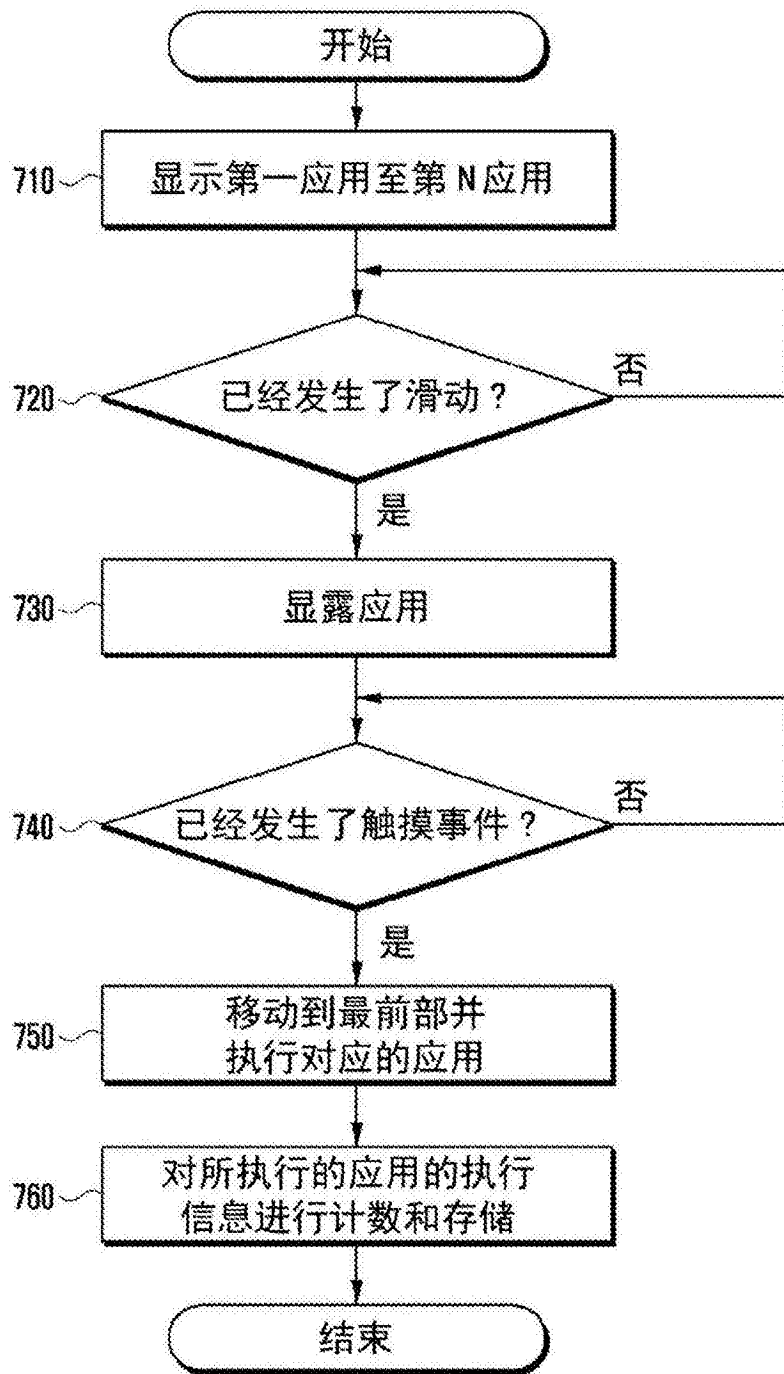 开始
710
显示第一应用至第N应用
720
已经发生了滑动？
否
是
730
显露应用
740
已经发生了触摸事件？
否
是
750
移动到最前部并
执行对应的应用
760
对所执行的应用的执行
信息进行计数和存储
结束